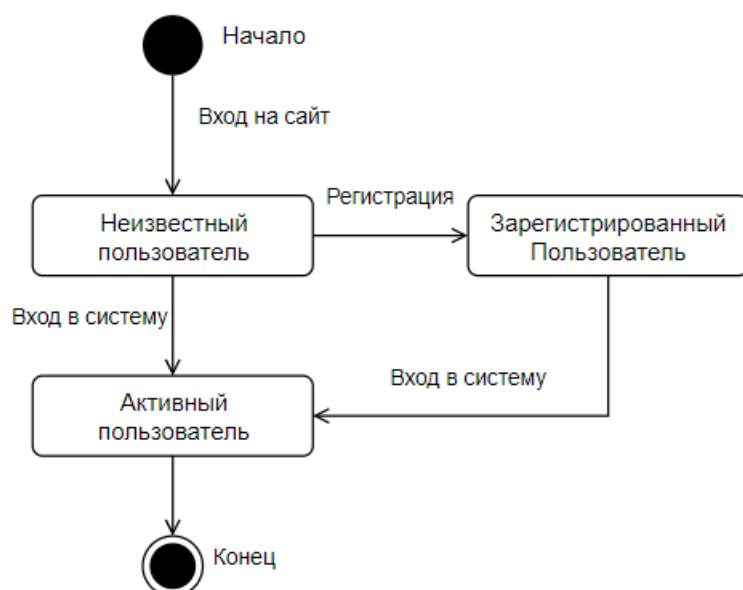 Начало
Вход на сайт
Регистрация
Неизвестный
пользователь
Зарегистрированный
Пользователь
Вход в систему
Вход в систему
Активный
пользователь
Конец